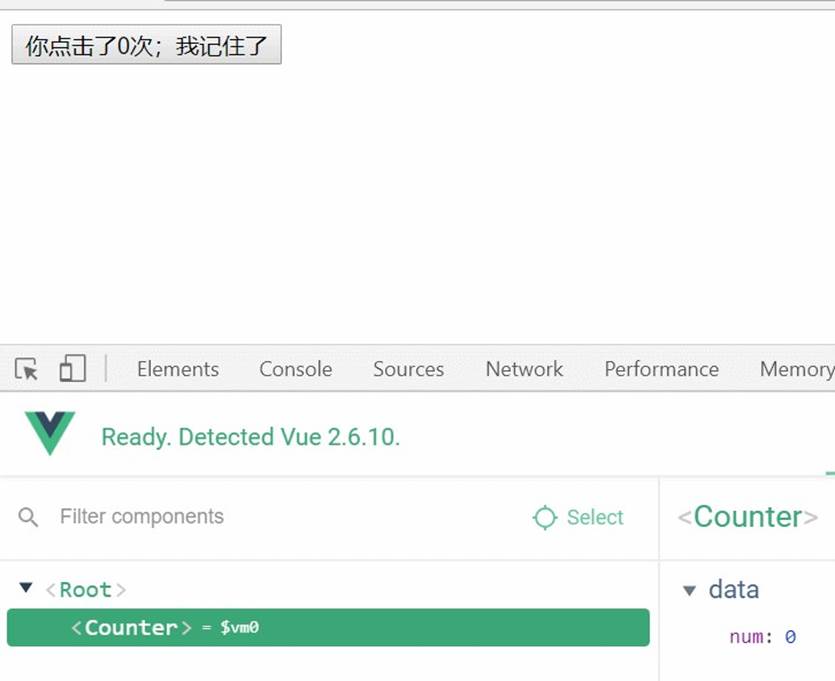 你点击了0次；我记住了
Elements Console Sources Network Performance Memory
Ready. Detected Vue 2.6.10.
Filter components Select <Counter>
<Root> data
<Counter> = $vm0 num: 0